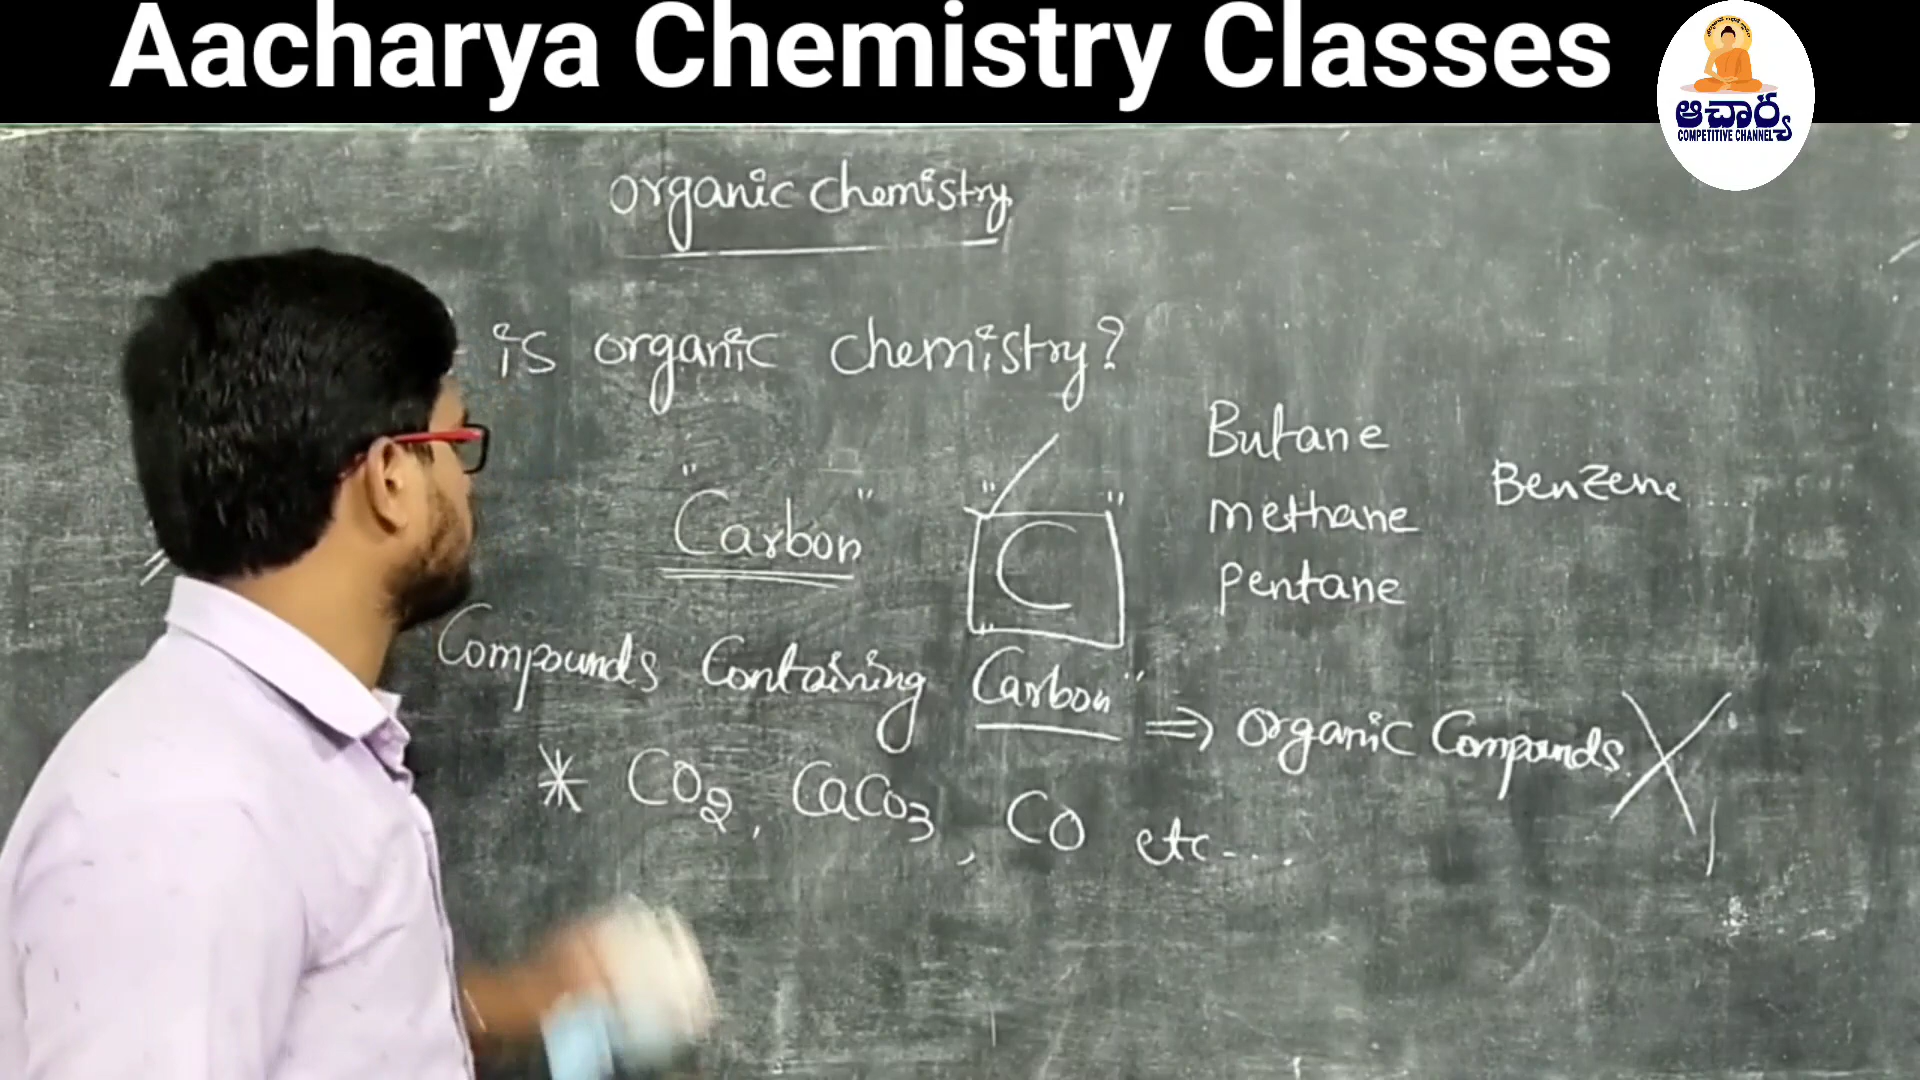 Aacharya Chemistry Classes
ఆచార్య
COMPETITIVE CHANNEL
Organic chemistry
is organic chemistry?
"Carbon" "C"
Butane
methane
pentane
Benzene ...
Compounds Containing "Carbon" ⇒ Organic Compounds.
* CO₂, CaCO₃, CO etc....